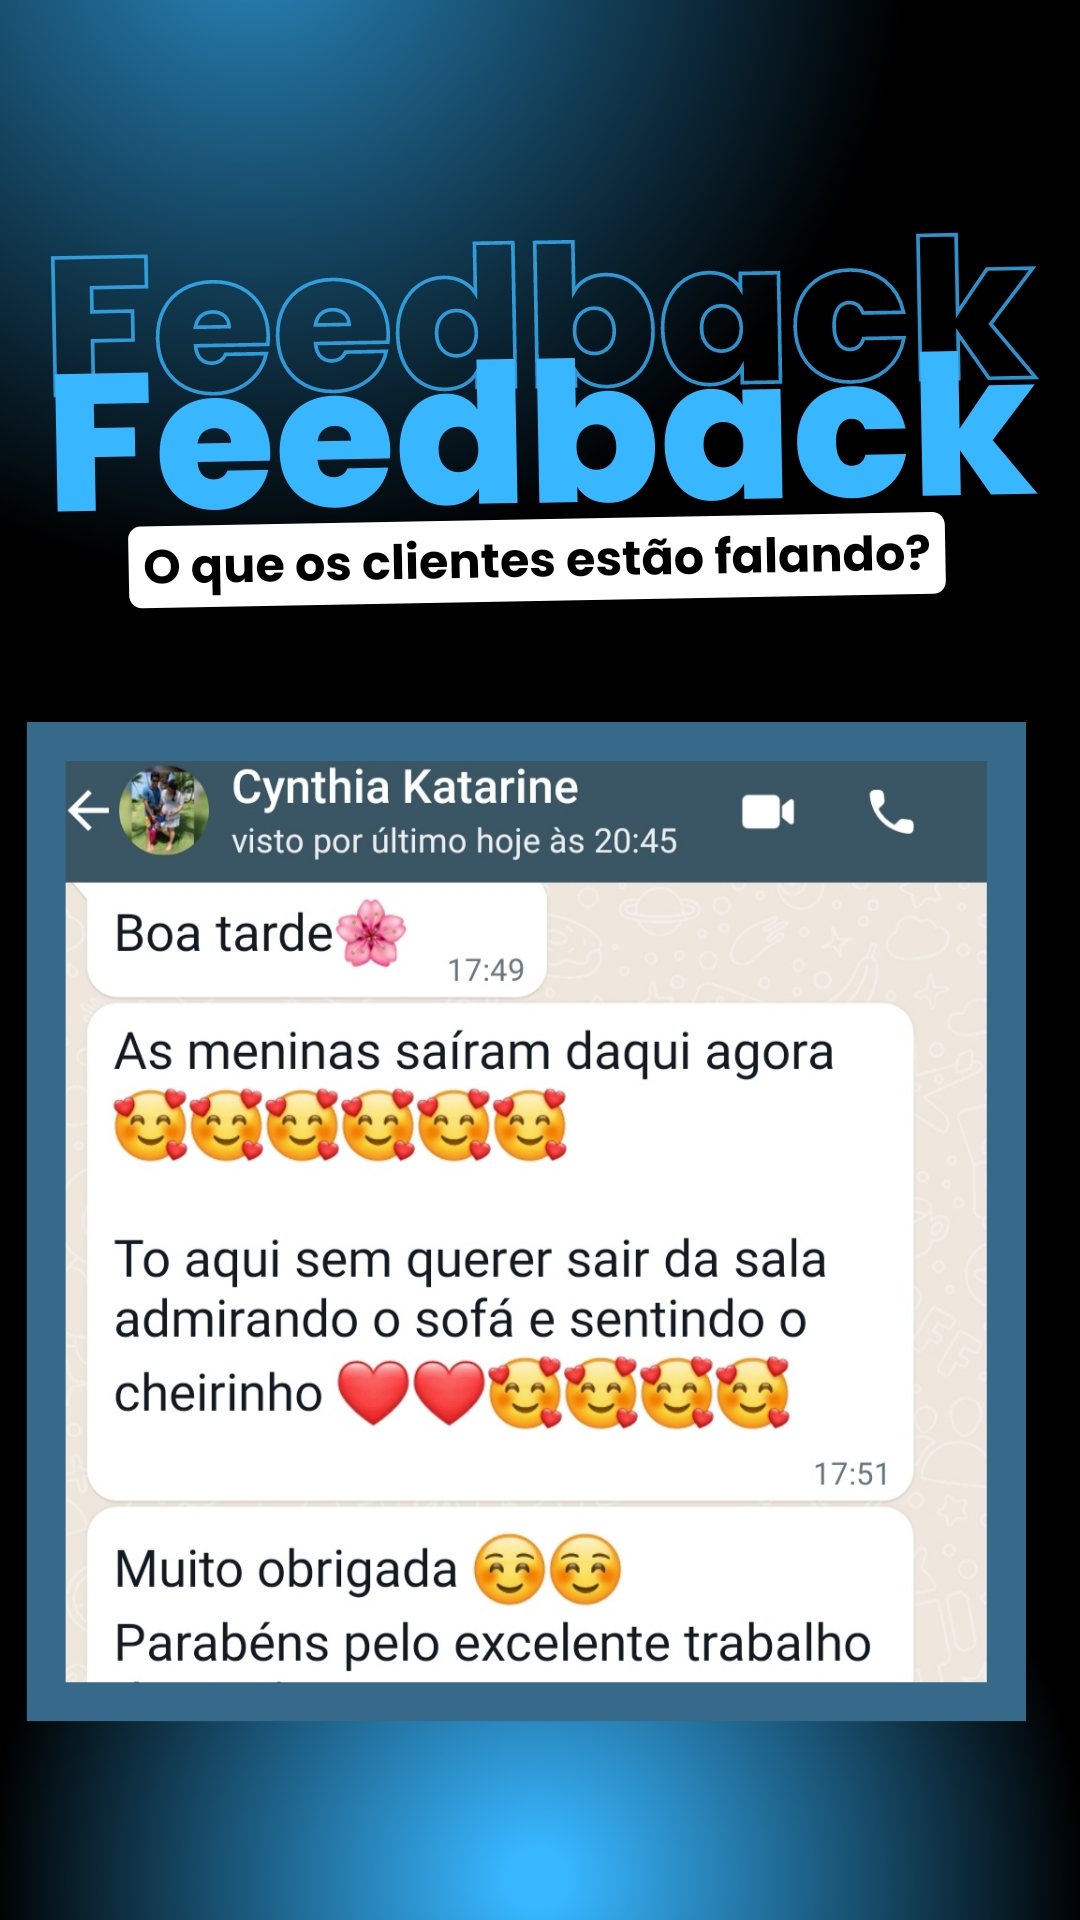 Feedback
Feedback
O que os clientes estão falando?
Cynthia Katarine
visto por último hoje às 20:45
Boa tarde🌸
17:49
As meninas saíram daqui agora
🥰🥰🥰🥰🥰🥰
To aqui sem querer sair da sala
admirando o sofá e sentindo o
cheirinho ❤️❤️🥰🥰🥰🥰
17:51
Muito obrigada ☺️☺️
Parabéns pelo excelente trabalho